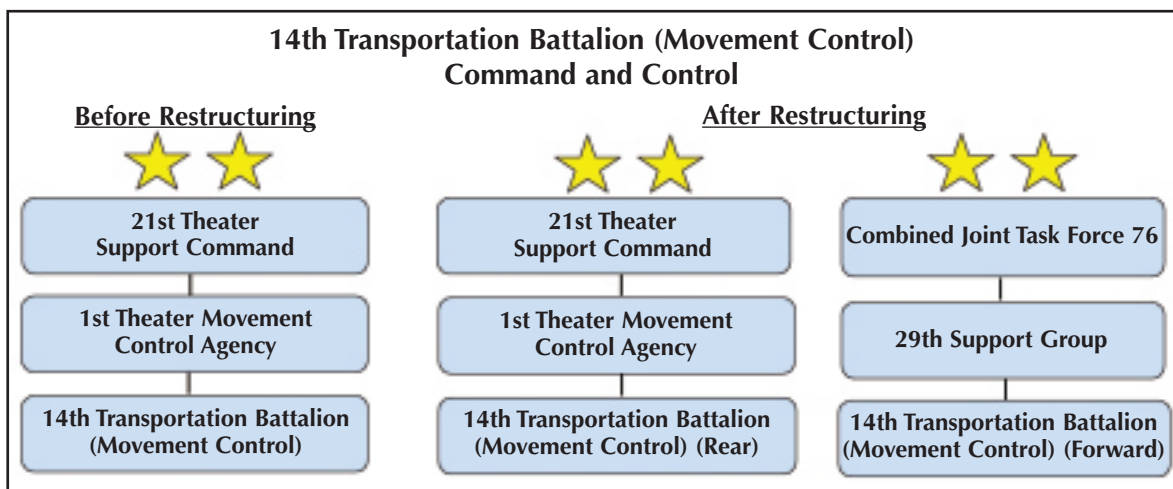 14th Transportation Battalion (Movement Control)
Command and Control
Before Restructuring
21st Theater
Support Command
1st Theater Movement
Control Agency
14th Transportation Battalion
(Movement Control)
After Restructuring
21st Theater
Support Command
1st Theater Movement
Control Agency
14th Transportation Battalion
(Movement Control) (Rear)
Combined Joint Task Force 76
29th Support Group
14th Transportation Battalion
(Movement Control) (Forward)